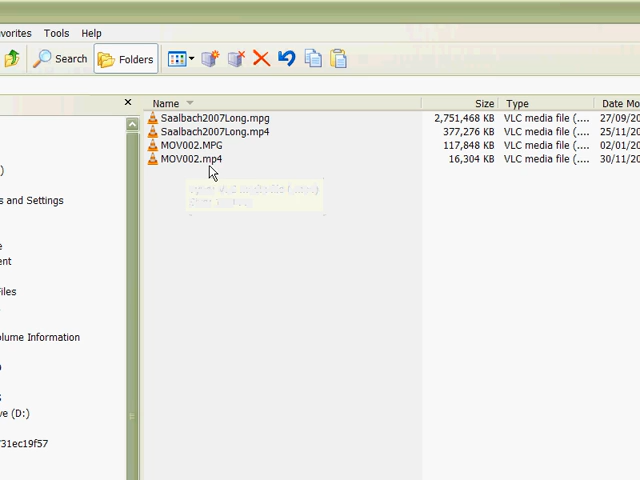 avorites Tools Help
Search Folders
Name Size Type Date Mo
Saalbach2007Long.mpg 2,751,468 KB VLC media file (.... 27/09/20
Saalbach2007Long.mp4 377,276 KB VLC media file (.... 25/11/20
MOV002.MPG 117,848 KB VLC media file (.... 02/01/20
MOV002.mp4 16,304 KB VLC media file (.... 30/11/20
)
s and Settings
e
ent
Files
olume Information
ve (D:)
731ec19f57